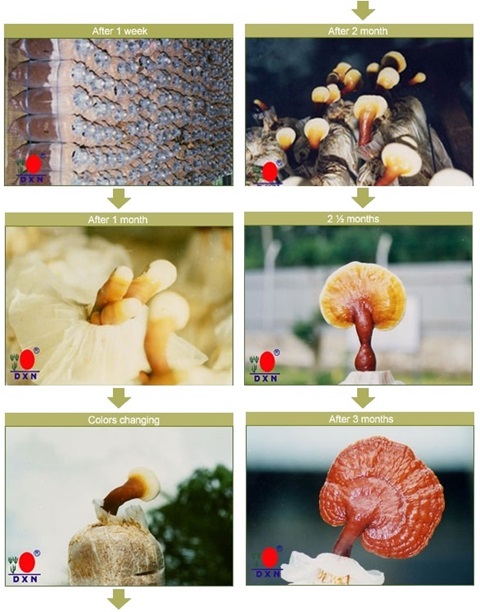 After 1 week
DXN
After 1 month
DXN
Colors changing
®
DXN
After 2 month
®
DXN
2 ½ months
®
DXN
After 3 months
®
DXN